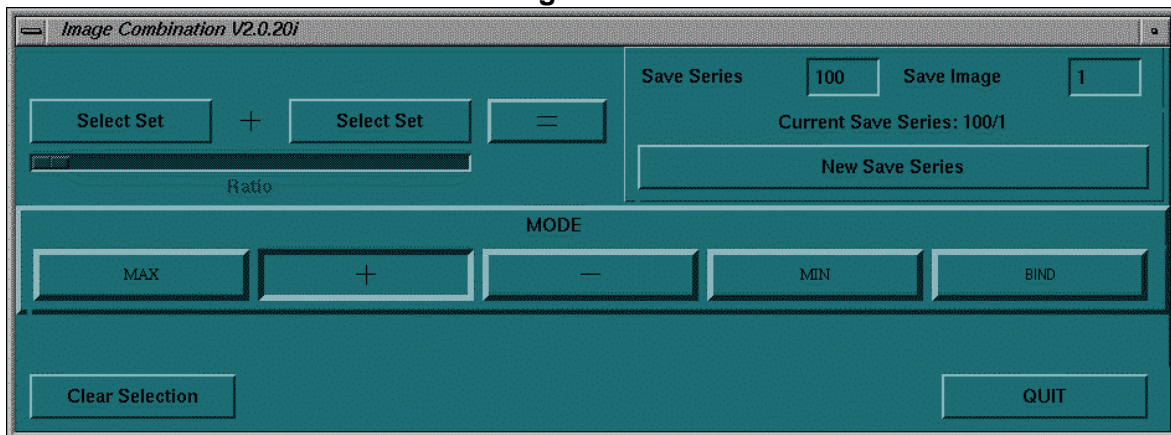 Image Combination V2.0.20i
Save Series 100 Save Image 1
Select Set + Select Set =
Current Save Series: 100/1
New Save Series
Ratio
MODE
MAX + − MIN BIND
Clear Selection QUIT